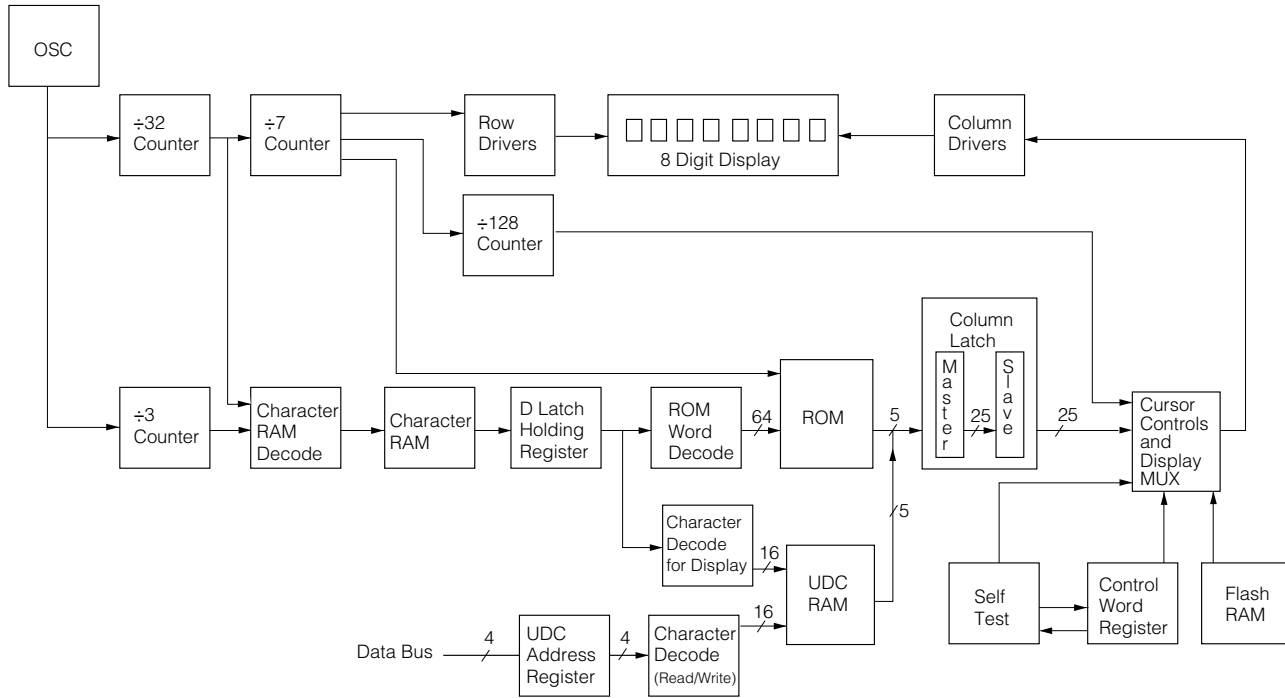 OSC
÷32
Counter
÷7
Counter
Row
Drivers
8 Digit Display
Column
Drivers
÷128
Counter
Column
Latch
Master
25
Slave
25
÷3
Counter
Character
RAM
Decode
Character
RAM
D Latch
Holding
Register
ROM
Word
Decode
64
ROM
5
Cursor
Controls
and
Display
MUX
5
Character
Decode
for Display
16
UDC
RAM
16
Self
Test
Control
Word
Register
Flash
RAM
Data Bus
4
UDC
Address
Register
4
Character
Decode
(Read/Write)